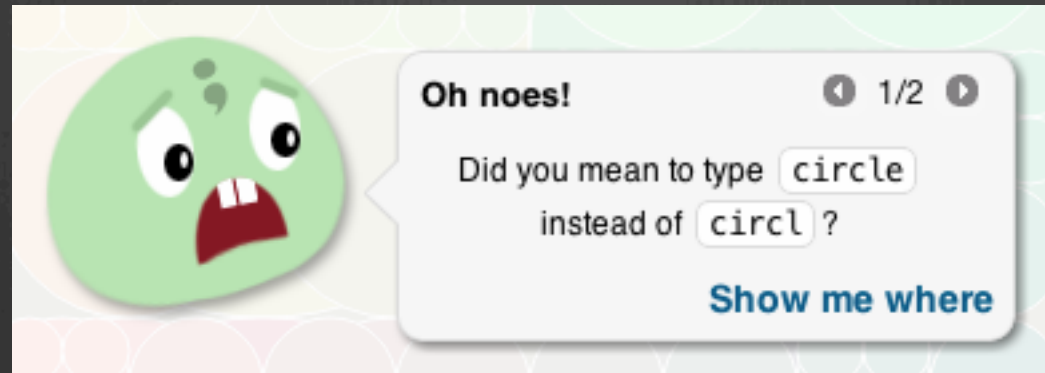 Oh noes! 1/2
Did you mean to type circle
instead of circl ?
Show me where